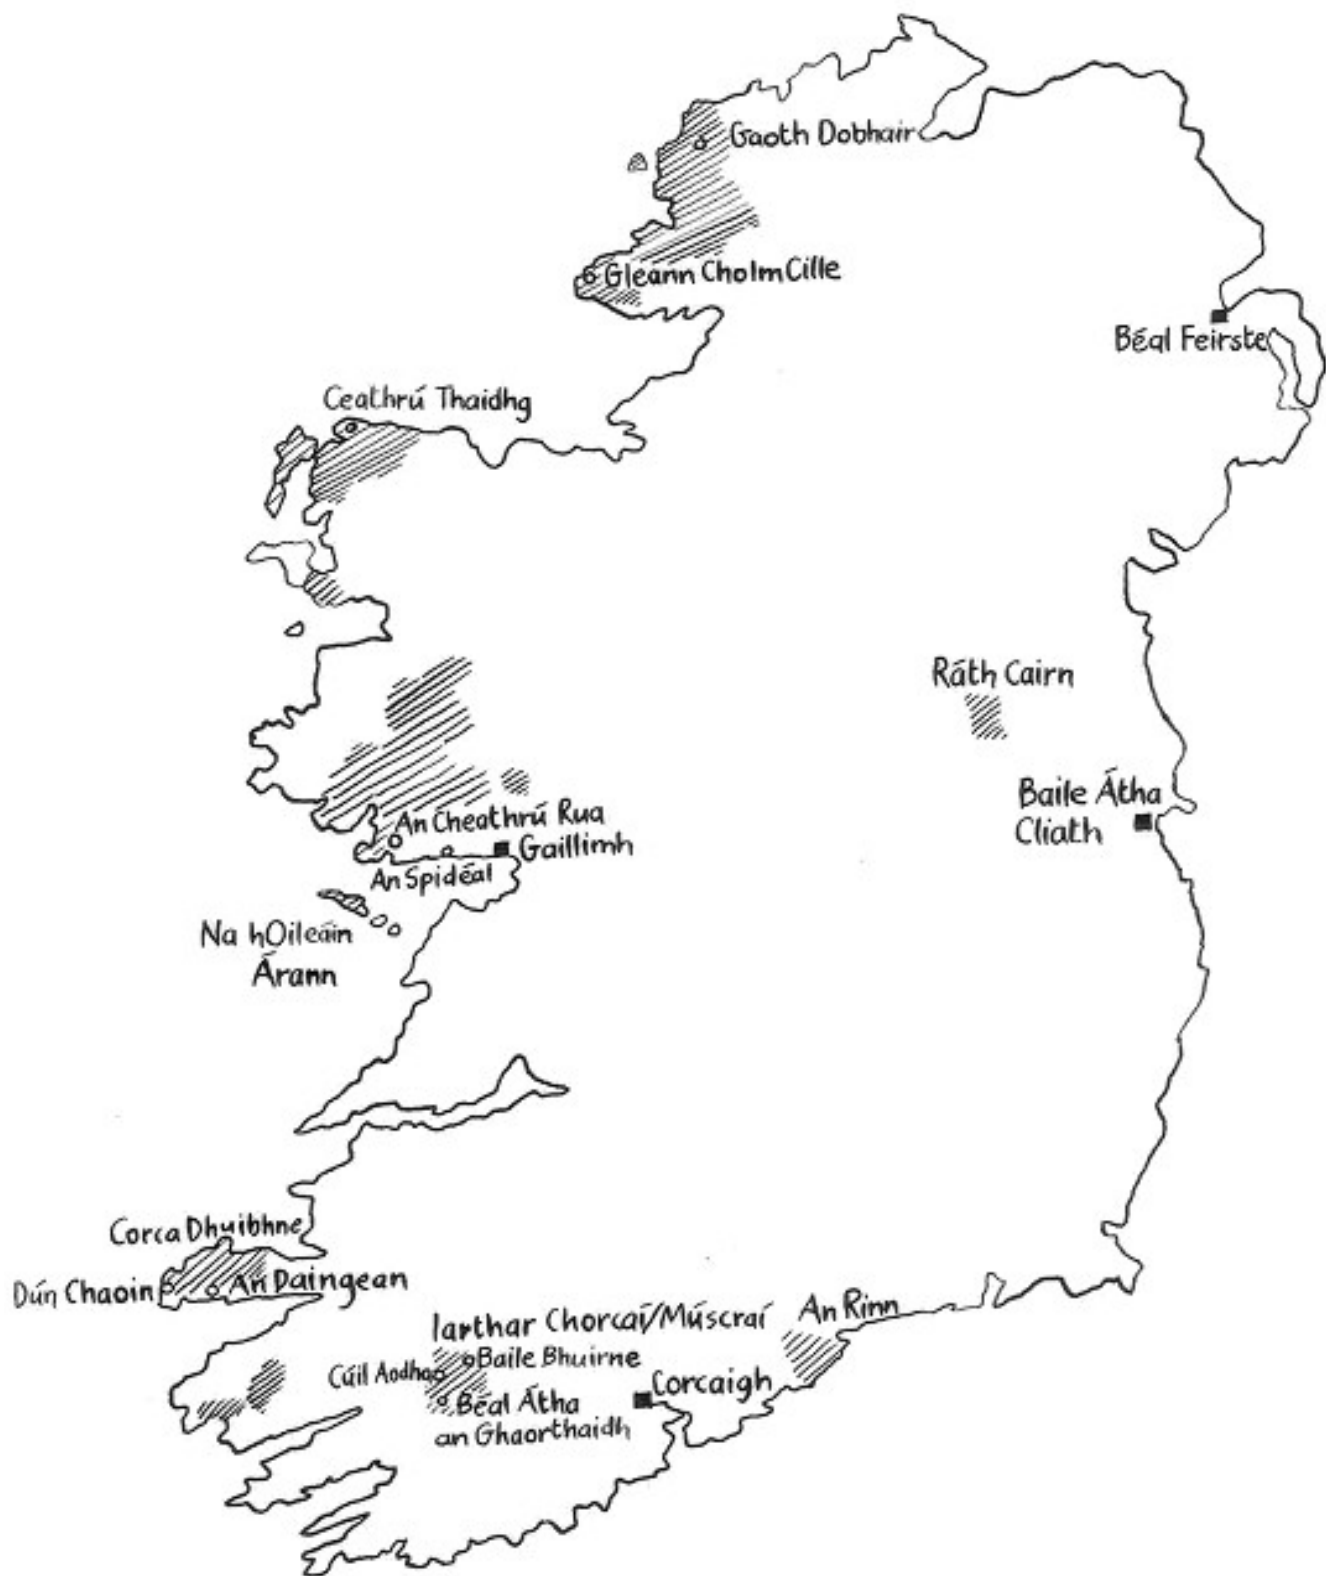 Gaoth Dobhair
Gleann Cholm Cille
Béal Feirste
Ceathrú Thaidhg
Ráth Cairn
Baile Átha
Cliath
An Cheathrú Rua
Gaillimh
An Spidéal
Na hOileáin
Árann
Corca Dhuibhne
Dún Chaoin
An Daingean
Iarthar Chorcaí/Múscraí
An Rinn
Baile Bhuirne
Cúil Aodha
Corcaigh
Béal Átha
an Ghaorthaidh